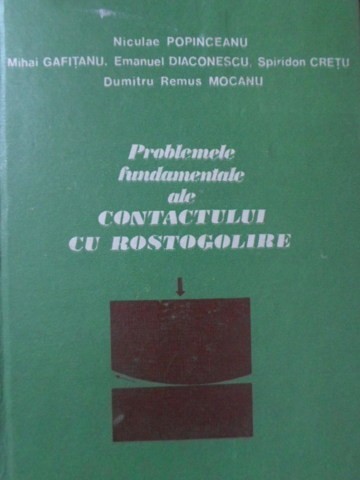 Niculae POPINCEANU
Mihai GAFIȚANU, Emanuel DIACONESCU, Spiridon CREȚU
Dumitru Remus MOCANU
Problemele
fundamentale
ale
CONTACTULUI
CU ROSTOGOLIRE